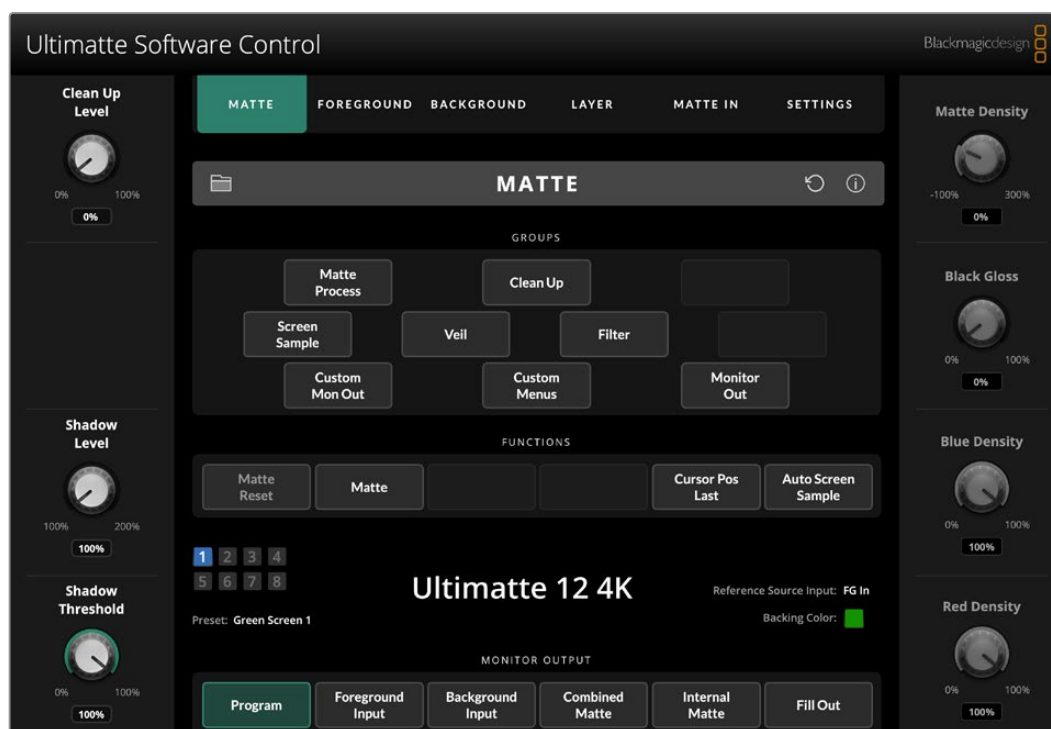 Ultimatte Software Control
Blackmagicdesign
MATTE FOREGROUND BACKGROUND LAYER MATTE IN SETTINGS
Clean Up
Level
0% 100%
0%
Shadow
Level
100% 200%
100%
Shadow
Threshold
0% 100%
100%
MATTE
GROUPS
Matte
Process
Clean Up
Screen
Sample
Veil
Filter
Custom
Mon Out
Custom
Menus
Monitor
Out
FUNCTIONS
Matte
Reset
Matte
Cursor Pos
Last
Auto Screen
Sample
1 2 3 4
5 6 7 8
Preset: Green Screen 1
Ultimatte 12 4K
Reference Source Input: FG In
Backing Color:
MONITOR OUTPUT
Program
Foreground
Input
Background
Input
Combined
Matte
Internal
Matte
Fill Out
Matte Density
-100% 300%
0%
Black Gloss
0% 100%
0%
Blue Density
0% 100%
100%
Red Density
0% 100%
100%